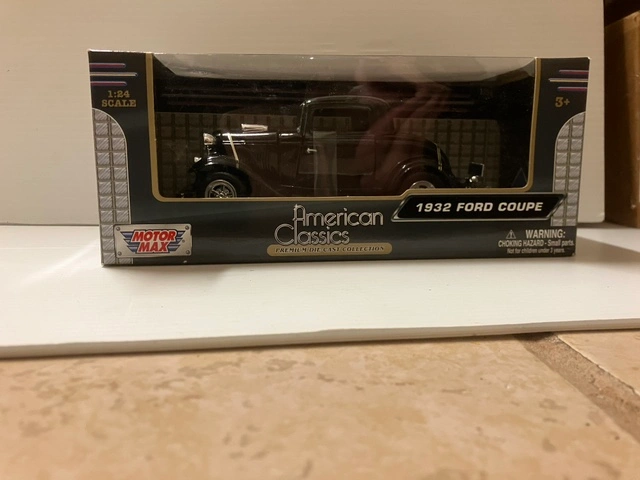 1:24
SCALE
3+
1932 FORD COUPE
American
Classics
PREMIUM DIE-CAST COLLECTION
MOTOR
MAX
WARNING:
CHOKING HAZARD - Small parts.
Not for children under 3 years.